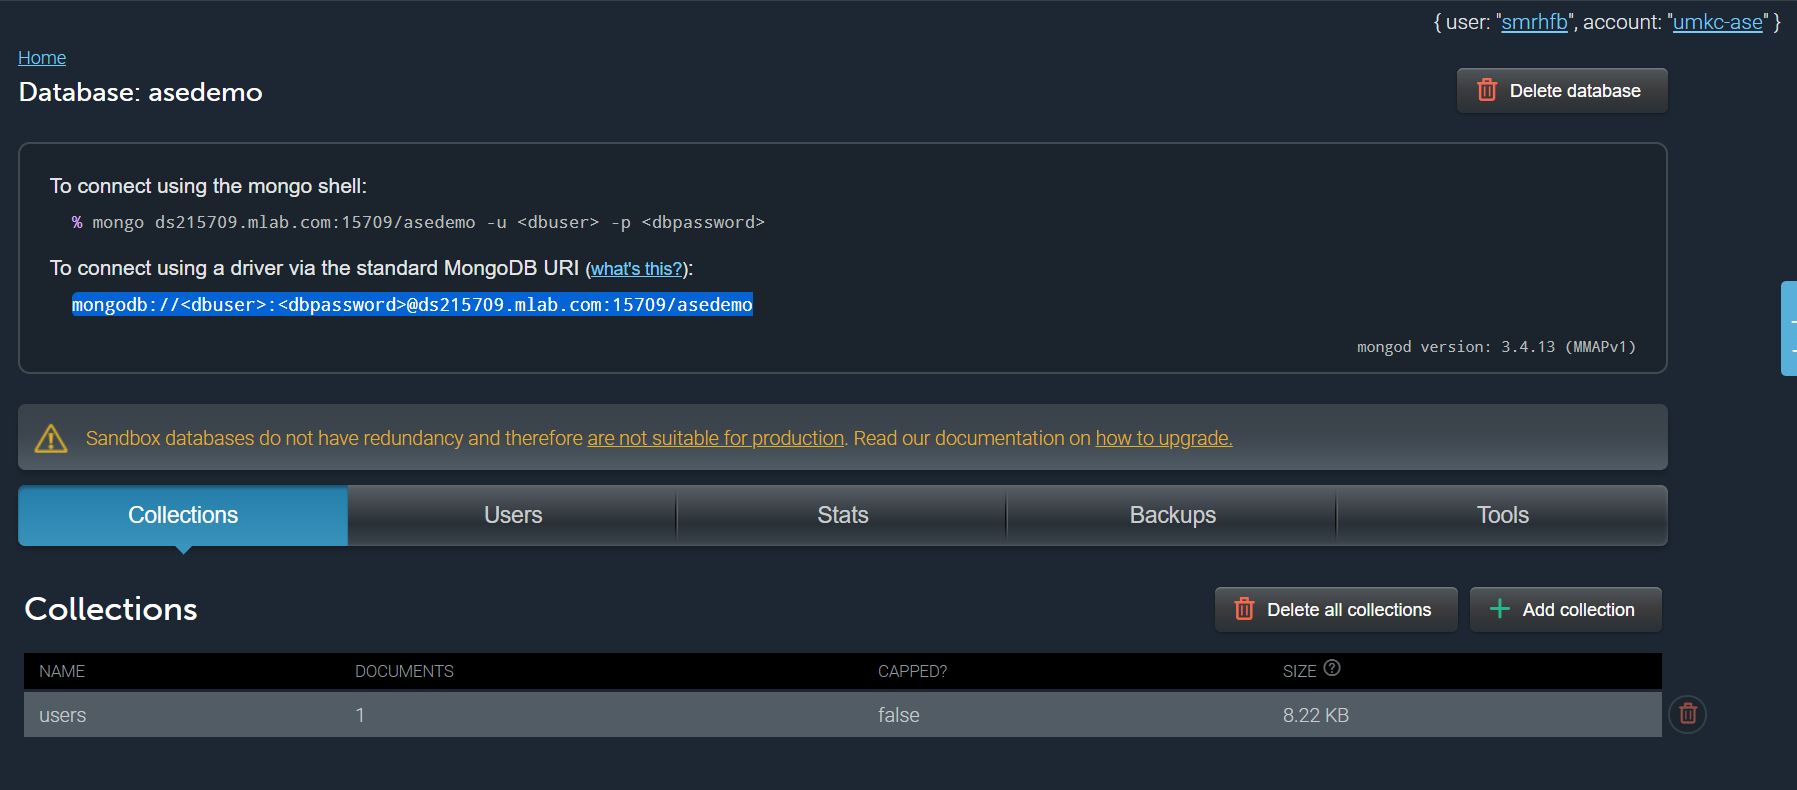 { user: "smrhfb", account: "umkc-ase" }
Home
Database: asedemo
Delete database
To connect using the mongo shell:
% mongo ds215709.mlab.com:15709/asedemo -u <dbuser> -p <dbpassword>
To connect using a driver via the standard MongoDB URI (what's this?):
mongodb://<dbuser>:<dbpassword>@ds215709.mlab.com:15709/asedemo
mongod version: 3.4.13 (MMAPv1)
Sandbox databases do not have redundancy and therefore are not suitable for production. Read our documentation on how to upgrade.
Collections Users Stats Backups Tools
Collections
Delete all collections
Add collection
NAME DOCUMENTS CAPPED? SIZE ?
users 1 false 8.22 KB